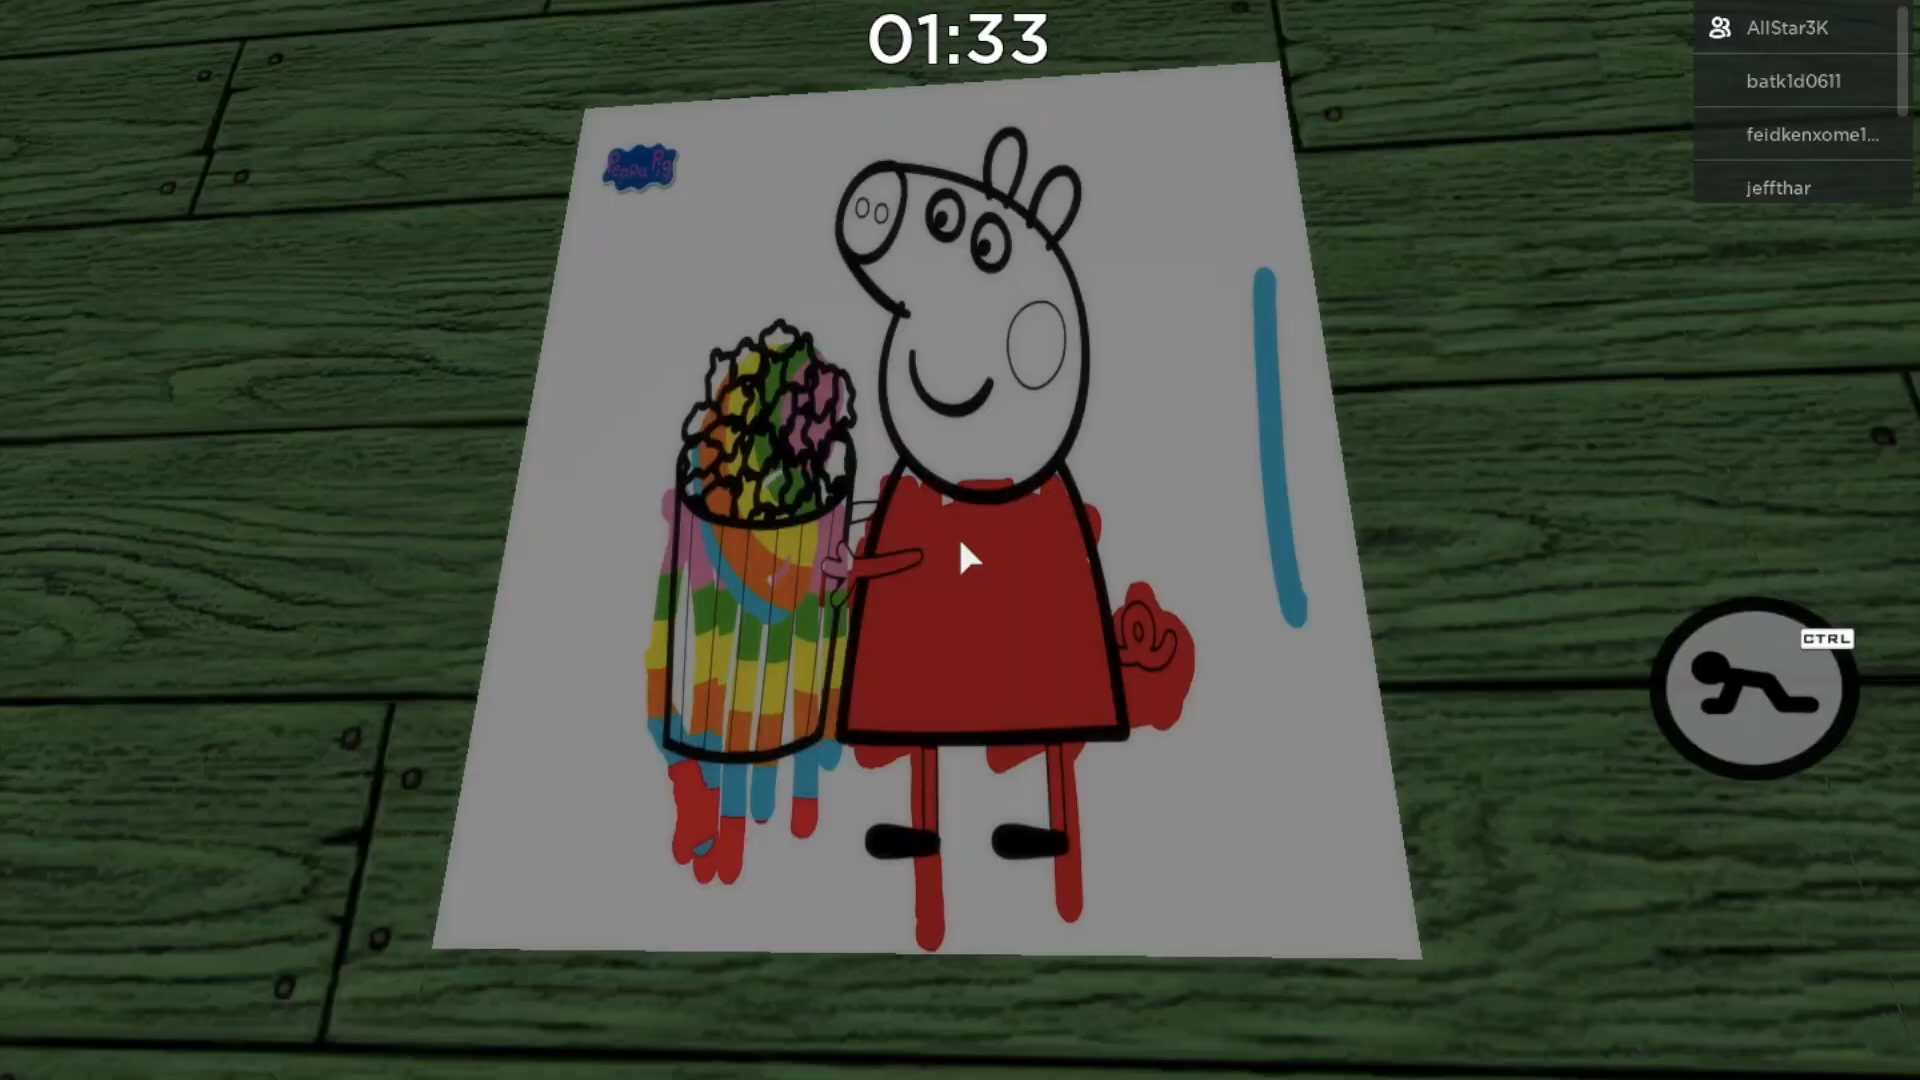 01:33
AllStar3K
batk1d0611
feidkenxome1...
jeffthar
Peppa Pig
CTRL